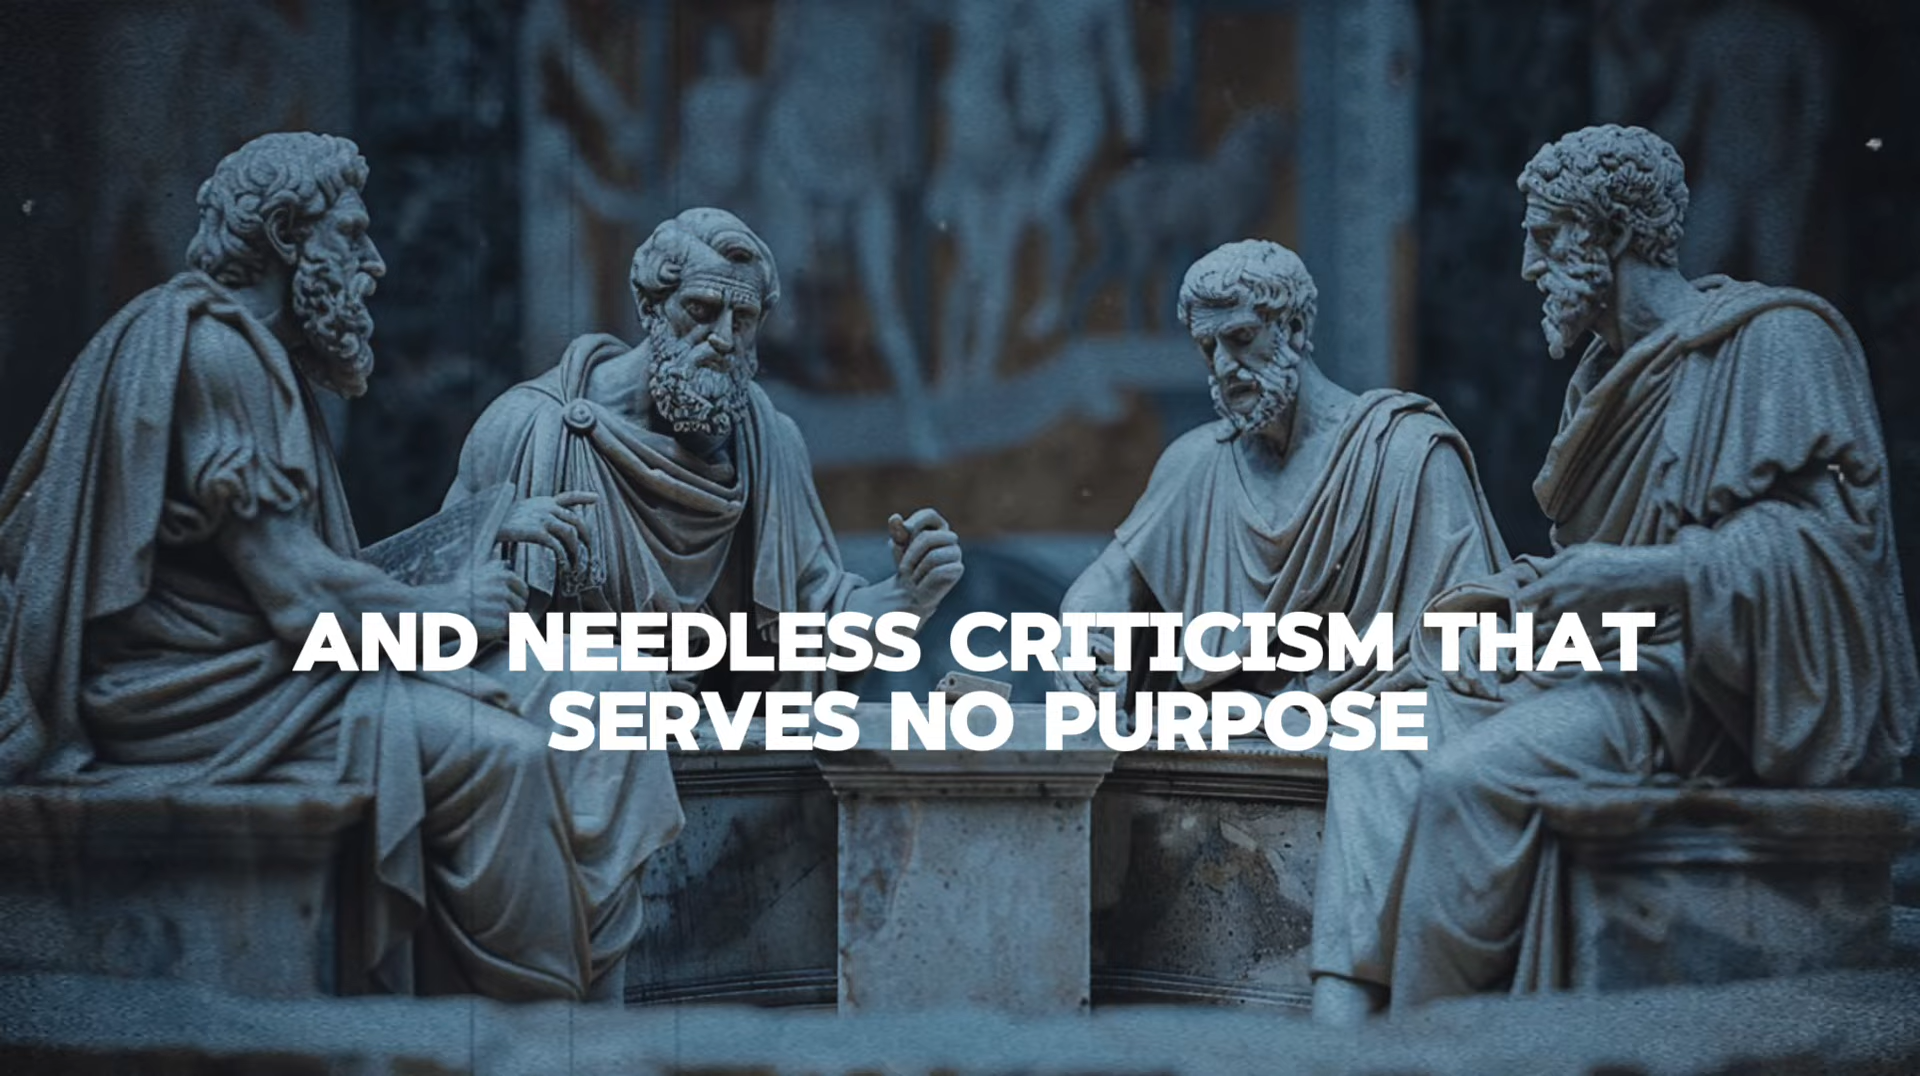 AND NEEDLESS CRITICISM THAT
SERVES NO PURPOSE